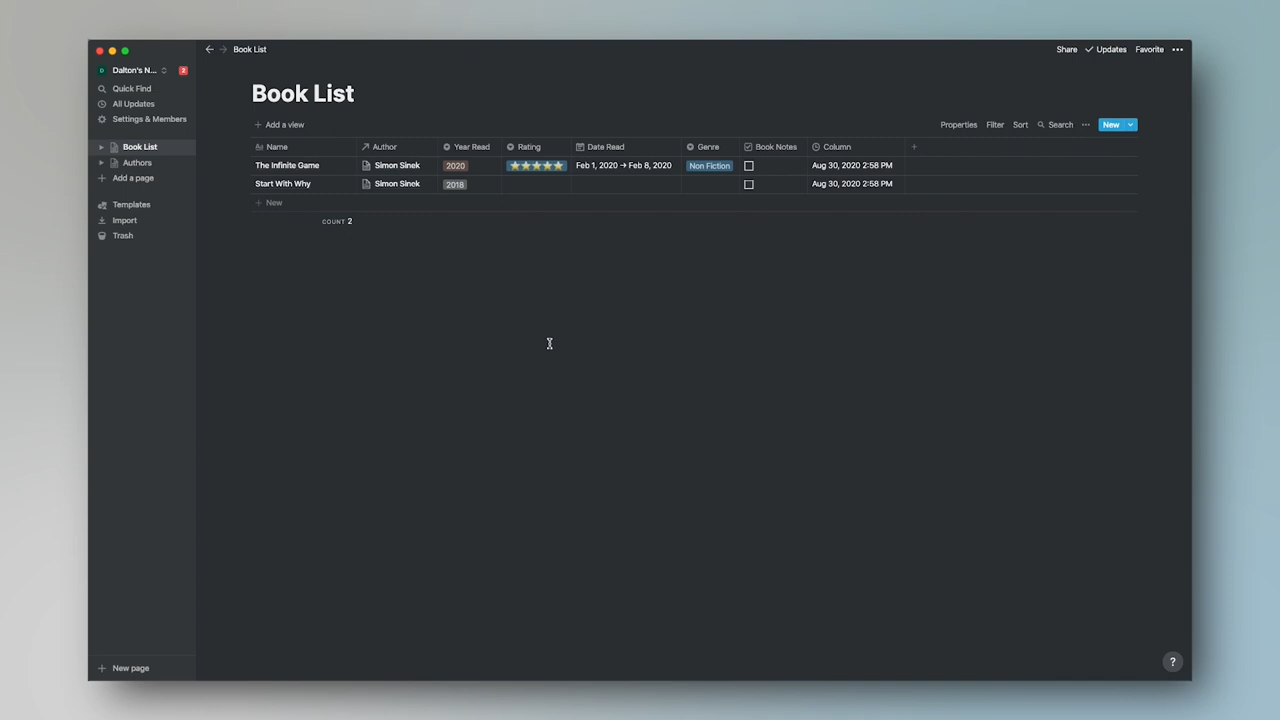 Book List
Share Updates Favorite •••
D Dalton's N... 2
Quick Find
All Updates
Settings & Members
Book List
Authors
+ Add a page
Templates
Import
Trash
+ New page
Book List
+ Add a view
Properties Filter Sort Search ••• New
Aa Name Author Year Read Rating Date Read Genre Book Notes Column +
The Infinite Game Simon Sinek 2020 ⭐⭐⭐⭐⭐ Feb 1, 2020 → Feb 8, 2020 Non Fiction Aug 30, 2020 2:58 PM
Start With Why Simon Sinek 2018 Aug 30, 2020 2:58 PM
+ New
COUNT 2
?